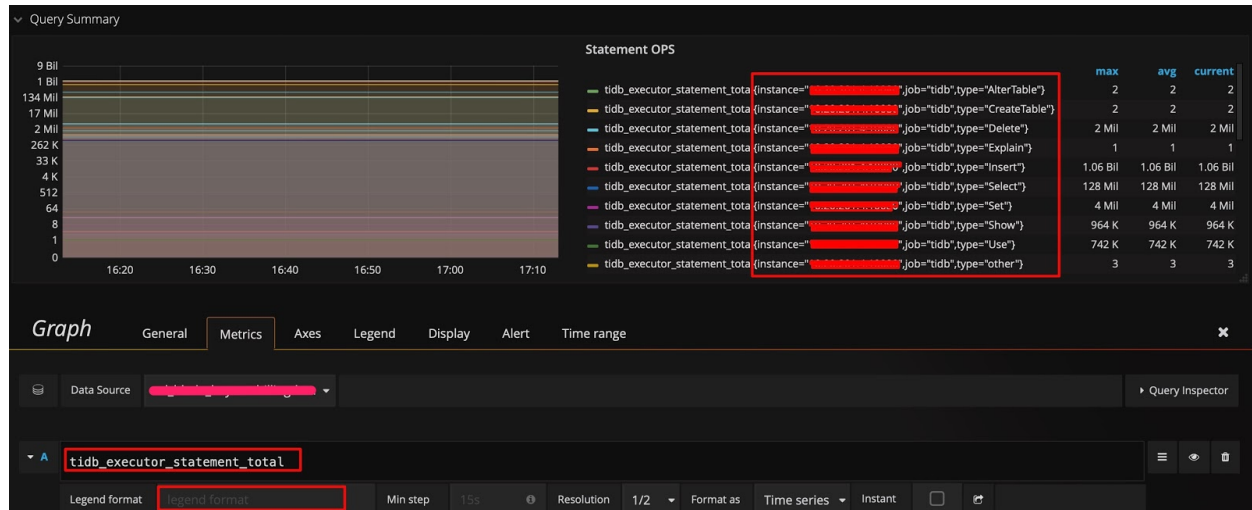 Query Summary
Statement OPS
max avg current
9 Bil
1 Bil
134 Mil
17 Mil
2 Mil
262 K
33 K
4 K
512
64
8
1
0
16:20 16:30 16:40 16:50 17:00 17:10
tidb_executor_statement_tota {instance=" ",job="tidb",type="AlterTable"} 2 2 2
tidb_executor_statement_tota {instance=" ",job="tidb",type="CreateTable"} 2 2 2
tidb_executor_statement_tota {instance=" ",job="tidb",type="Delete"} 2 Mil 2 Mil 2 Mil
tidb_executor_statement_tota {instance=" ",job="tidb",type="Explain"} 1 1 1
tidb_executor_statement_tota {instance=" ",job="tidb",type="Insert"} 1.06 Bil 1.06 Bil 1.06 Bil
tidb_executor_statement_tota {instance=" ",job="tidb",type="Select"} 128 Mil 128 Mil 128 Mil
tidb_executor_statement_tota {instance=" ",job="tidb",type="Set"} 4 Mil 4 Mil 4 Mil
tidb_executor_statement_tota {instance=" ",job="tidb",type="Show"} 964 K 964 K 964 K
tidb_executor_statement_tota {instance=" ",job="tidb",type="Use"} 742 K 742 K 742 K
tidb_executor_statement_tota {instance=" ",job="tidb",type="other"} 3 3 3
Graph General Metrics Axes Legend Display Alert Time range
Data Source Query Inspector
A tidb_executor_statement_total
Legend format legend format Min step 15s Resolution 1/2 Format as Time series Instant